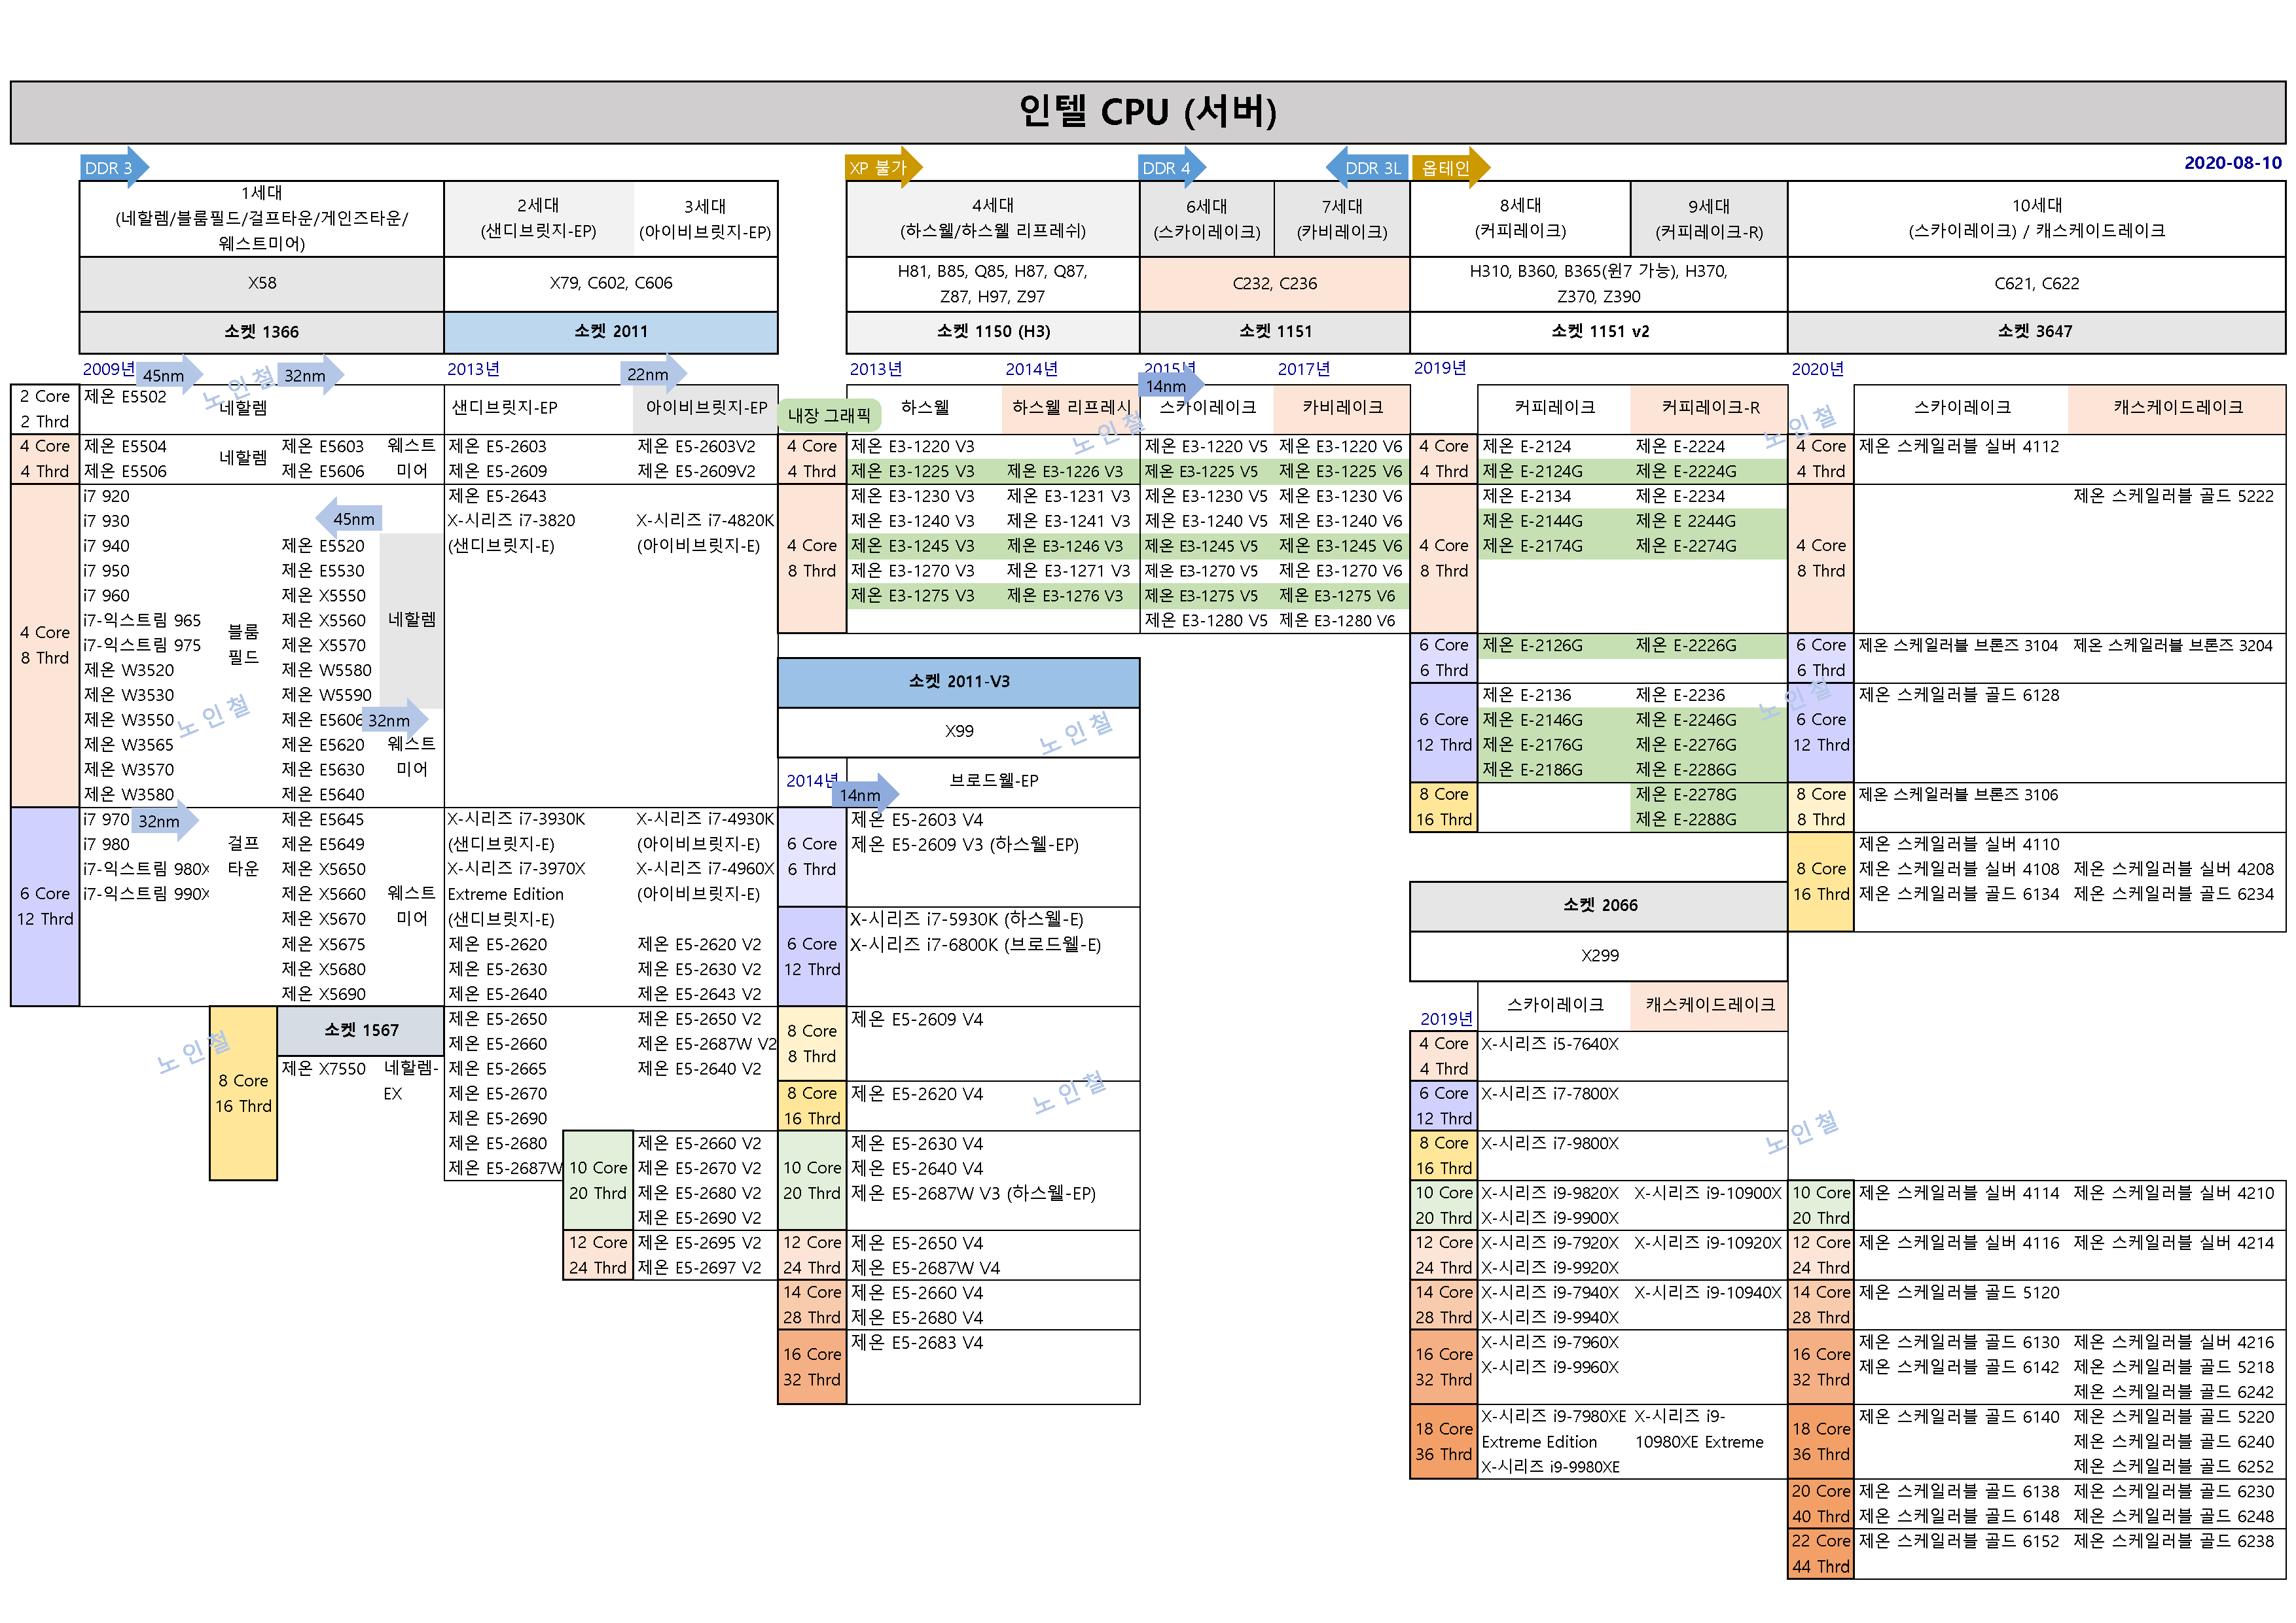 인텔 CPU (서버)
DDR 3
XP 불가
DDR 4
DDR 3L
옵테인
2020-08-10
1세대
(네할렘/블룸필드/걸프타운/게인즈타운/
웨스트미어)
2세대
(샌디브릿지-EP)
3세대
(아이비브릿지-EP)
4세대
(하스웰/하스웰 리프레쉬)
6세대
(스카이레이크)
7세대
(카비레이크)
8세대
(커피레이크)
9세대
(커피레이크-R)
10세대
(스카이레이크) / 캐스케이드레이크
X58
X79, C602, C606
H81, B85, Q85, H87, Q87,
Z87, H97, Z97
C232, C236
H310, B360, B365(윈7 가능), H370,
Z370, Z390
C621, C622
소켓 1366
소켓 2011
소켓 1150 (H3)
소켓 1151
소켓 1151 v2
소켓 3647
2009년
45nm
32nm
2013년
22nm
2013년
2014년
2015년
14nm
2017년
2019년
2020년
2 Core
2 Thrd
제온 E5502
네할렘
샌디브릿지-EP
아이비브릿지-EP
4 Core
4 Thrd
제온 E5504
제온 E5506
네할렘
제온 E5603
제온 E5606
웨스트
미어
제온 E5-2603
제온 E5-2609
제온 E5-2603V2
제온 E5-2609V2
4 Core
8 Thrd
i7 920
i7 930
i7 940
i7 950
i7 960
i7-익스트림 965
i7-익스트림 975
제온 W3520
제온 W3530
제온 W3550
제온 W3565
제온 W3570
제온 W3580
블룸
필드
45nm
제온 E5520
제온 E5530
제온 X5550
제온 X5560
제온 X5570
제온 W5580
제온 W5590
네할렘
제온 E5606
32nm
제온 E5620
제온 E5630
제온 E5640
웨스트
미어
제온 E5-2643
X-시리즈 i7-3820
(샌디브릿지-E)
X-시리즈 i7-4820K
(아이비브릿지-E)
6 Core
12 Thrd
i7 970
32nm
i7 980
i7-익스트림 980X
i7-익스트림 990X
걸프
타운
제온 E5645
제온 E5649
제온 X5650
제온 X5660
제온 X5670
제온 X5675
제온 X5680
제온 X5690
웨스트
미어
X-시리즈 i7-3930K
(샌디브릿지-E)
X-시리즈 i7-3970X
Extreme Edition
(샌디브릿지-E)
제온 E5-2620
제온 E5-2630
제온 E5-2640
X-시리즈 i7-4930K
(아이비브릿지-E)
X-시리즈 i7-4960X
(아이비브릿지-E)
제온 E5-2620 V2
제온 E5-2630 V2
제온 E5-2643 V2
8 Core
16 Thrd
소켓 1567
제온 X7550
네할렘-
EX
제온 E5-2650
제온 E5-2660
제온 E5-2665
제온 E5-2670
제온 E5-2690
제온 E5-2680
제온 E5-2687W
제온 E5-2650 V2
제온 E5-2687W V2
제온 E5-2640 V2
10 Core
20 Thrd
제온 E5-2660 V2
제온 E5-2670 V2
제온 E5-2680 V2
제온 E5-2690 V2
12 Core
24 Thrd
제온 E5-2695 V2
제온 E5-2697 V2
내장 그래픽
하스웰
하스웰 리프레시
스카이레이크
카비레이크
4 Core
4 Thrd
제온 E3-1220 V3
제온 E3-1220 V5
제온 E3-1220 V6
제온 E3-1225 V3
제온 E3-1226 V3
제온 E3-1225 V5
제온 E3-1225 V6
4 Core
8 Thrd
제온 E3-1230 V3
제온 E3-1231 V3
제온 E3-1230 V5
제온 E3-1230 V6
제온 E3-1240 V3
제온 E3-1241 V3
제온 E3-1240 V5
제온 E3-1240 V6
제온 E3-1245 V3
제온 E3-1246 V3
제온 E3-1245 V5
제온 E3-1245 V6
제온 E3-1270 V3
제온 E3-1271 V3
제온 E3-1270 V5
제온 E3-1270 V6
제온 E3-1275 V3
제온 E3-1276 V3
제온 E3-1275 V5
제온 E3-1275 V6
제온 E3-1280 V5
제온 E3-1280 V6
소켓 2011-V3
X99
2014년
14nm
브로드웰-EP
6 Core
6 Thrd
제온 E5-2603 V4
제온 E5-2609 V3 (하스웰-EP)
6 Core
12 Thrd
X-시리즈 i7-5930K (하스웰-E)
X-시리즈 i7-6800K (브로드웰-E)
8 Core
8 Thrd
제온 E5-2609 V4
8 Core
16 Thrd
제온 E5-2620 V4
10 Core
20 Thrd
제온 E5-2630 V4
제온 E5-2640 V4
제온 E5-2687W V3 (하스웰-EP)
12 Core
24 Thrd
제온 E5-2650 V4
제온 E5-2687W V4
14 Core
28 Thrd
제온 E5-2660 V4
제온 E5-2680 V4
16 Core
32 Thrd
제온 E5-2683 V4
커피레이크
커피레이크-R
4 Core
4 Thrd
제온 E-2124
제온 E-2224
제온 E-2124G
제온 E-2224G
4 Core
8 Thrd
제온 E-2134
제온 E-2234
제온 E-2144G
제온 E 2244G
제온 E-2174G
제온 E-2274G
6 Core
6 Thrd
제온 E-2126G
제온 E-2226G
6 Core
12 Thrd
제온 E-2136
제온 E-2236
제온 E-2146G
제온 E-2246G
제온 E-2176G
제온 E-2276G
제온 E-2186G
제온 E-2286G
8 Core
16 Thrd
제온 E-2278G
제온 E-2288G
소켓 2066
X299
2019년
스카이레이크
캐스케이드레이크
4 Core
4 Thrd
X-시리즈 i5-7640X
6 Core
12 Thrd
X-시리즈 i7-7800X
8 Core
16 Thrd
X-시리즈 i7-9800X
10 Core
20 Thrd
X-시리즈 i9-9820X
X-시리즈 i9-10900X
X-시리즈 i9-9900X
12 Core
24 Thrd
X-시리즈 i9-7920X
X-시리즈 i9-10920X
X-시리즈 i9-9920X
14 Core
28 Thrd
X-시리즈 i9-7940X
X-시리즈 i9-10940X
X-시리즈 i9-9940X
16 Core
32 Thrd
X-시리즈 i9-7960X
X-시리즈 i9-9960X
18 Core
36 Thrd
X-시리즈 i9-7980XE
Extreme Edition
X-시리즈 i9-9980XE
X-시리즈 i9-
10980XE Extreme
스카이레이크
캐스케이드레이크
4 Core
4 Thrd
제온 스케일러블 실버 4112
4 Core
8 Thrd
제온 스케일러블 골드 5222
6 Core
6 Thrd
제온 스케일러블 브론즈 3104
제온 스케일러블 브론즈 3204
6 Core
12 Thrd
제온 스케일러블 골드 6128
8 Core
8 Thrd
제온 스케일러블 브론즈 3106
8 Core
16 Thrd
제온 스케일러블 실버 4110
제온 스케일러블 실버 4108
제온 스케일러블 실버 4208
제온 스케일러블 골드 6134
제온 스케일러블 골드 6234
10 Core
20 Thrd
제온 스케일러블 실버 4114
제온 스케일러블 실버 4210
12 Core
24 Thrd
제온 스케일러블 실버 4116
제온 스케일러블 실버 4214
14 Core
28 Thrd
제온 스케일러블 골드 5120
16 Core
32 Thrd
제온 스케일러블 골드 6130
제온 스케일러블 실버 4216
제온 스케일러블 골드 6142
제온 스케일러블 골드 5218
제온 스케일러블 골드 6242
18 Core
36 Thrd
제온 스케일러블 골드 6140
제온 스케일러블 골드 5220
제온 스케일러블 골드 6240
제온 스케일러블 골드 6252
20 Core
40 Thrd
제온 스케일러블 골드 6138
제온 스케일러블 골드 6230
제온 스케일러블 골드 6148
제온 스케일러블 골드 6248
22 Core
44 Thrd
제온 스케일러블 골드 6152
제온 스케일러블 골드 6238
노인철
노인철
노인철
노인철
노인철
노인철
노인철
노인철
노인철